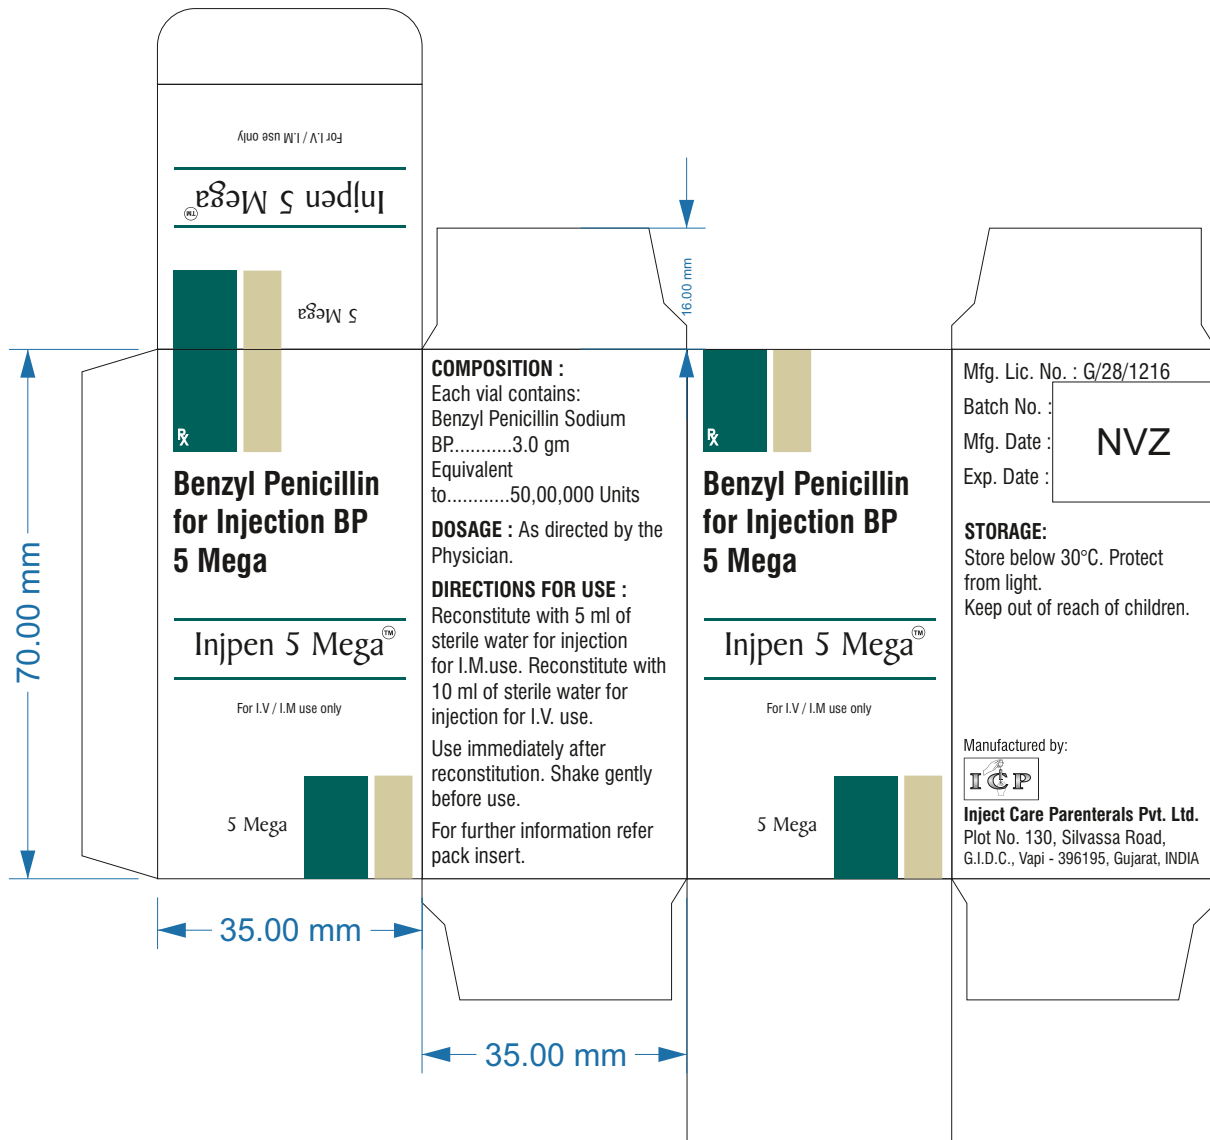 For I.V / I.M use only
Injpen 5 Mega™
5 Mega
16.00 mm
70.00 mm
Rx
Benzyl Penicillin
for Injection BP
5 Mega
Injpen 5 Mega™
For I.V / I.M use only
5 Mega
COMPOSITION :
Each vial contains:
Benzyl Penicillin Sodium
BP............3.0 gm
Equivalent
to............50,00,000 Units
DOSAGE : As directed by the
Physician.
DIRECTIONS FOR USE :
Reconstitute with 5 ml of
sterile water for injection
for I.M.use. Reconstitute with
10 ml of sterile water for
injection for I.V. use.
Use immediately after
reconstitution. Shake gently
before use.
For further information refer
pack insert.
Rx
Benzyl Penicillin
for Injection BP
5 Mega
Injpen 5 Mega™
For I.V / I.M use only
5 Mega
Mfg. Lic. No. : G/28/1216
Batch No. :
Mfg. Date :
Exp. Date :
NVZ
STORAGE:
Store below 30°C. Protect
from light.
Keep out of reach of children.
Manufactured by:
ICP
Inject Care Parenterals Pvt. Ltd.
Plot No. 130, Silvassa Road,
G.I.D.C., Vapi - 396195, Gujarat, INDIA
35.00 mm
35.00 mm